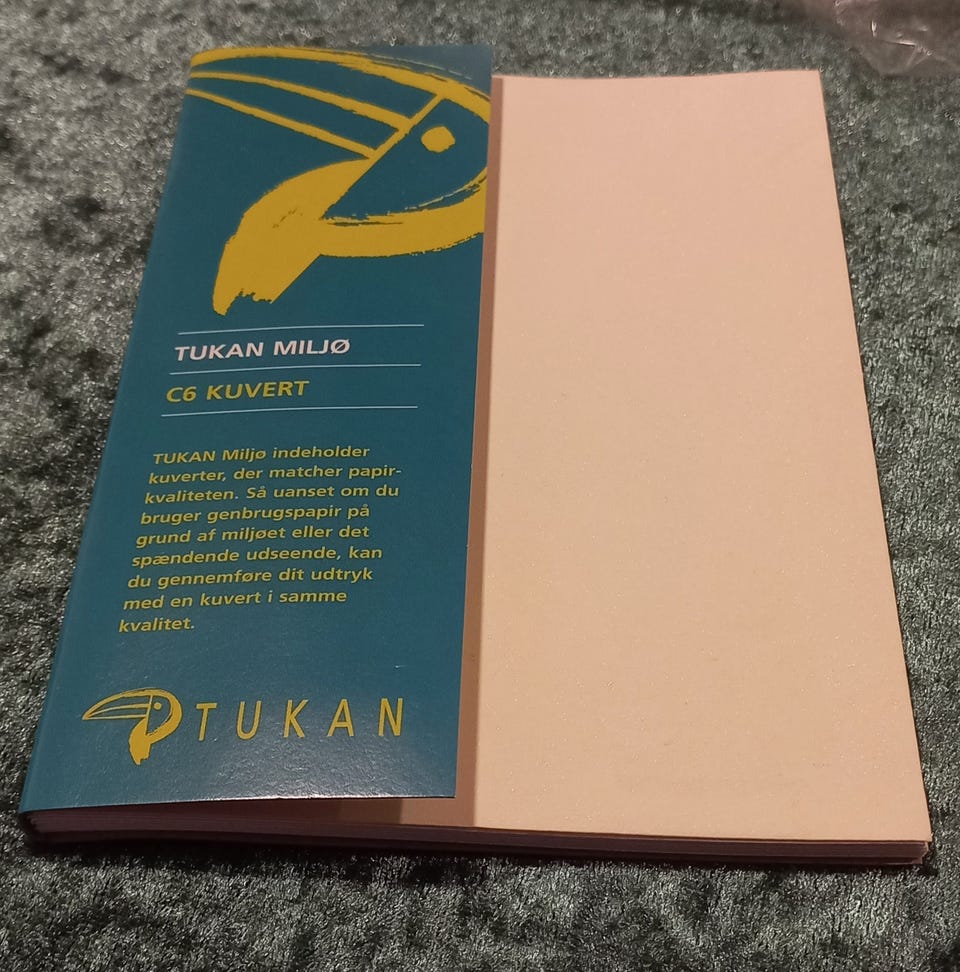 TUKAN MILJØ
C6 KUVERT
TUKAN Miljø indeholder
kuverter, der matcher papir-
kvaliteten. Så uanset om du
bruger genbrugspapir på
grund af miljøet eller det
spændende udseende, kan
du gennemføre dit udtryk
med en kuvert i samme
kvalitet.
TUKAN